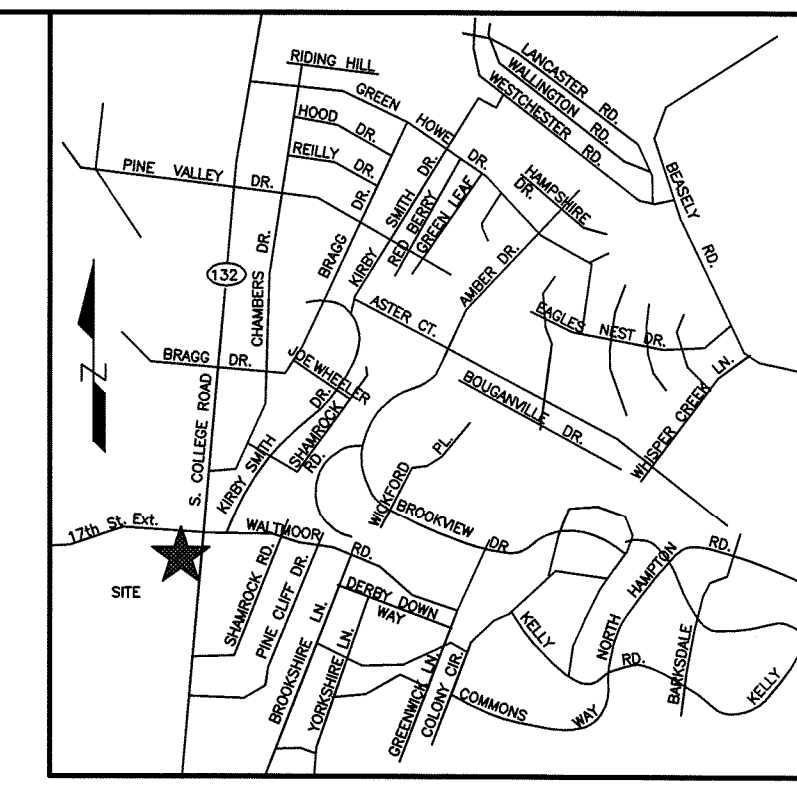 LANCASTER RD.
WALLINGTON RD.
WESTCHESTER RD.
RIDING HILL
GREEN HOWE DR.
HOOD DR.
REILLY DR.
PINE VALLEY DR.
BRAGG DR.
KIRBY SMITH DR.
RED BERRY
GREEN LEAF
HAMPSHIRE DR.
BEASELY RD.
AMBER DR.
132
CHAMBERS DR.
ASTER CT.
EAGLES NEST DR.
BRAGG DR.
JOE WHEELER
BOUGANVILLE DR.
WHISPER CREEK LN.
N
S. COLLEGE ROAD
KIRBY SMITH DR.
SHAMROCK RD.
WICKFORD PL.
BROOKVIEW DR.
17th St. Ext.
WALTMOOR RD.
SITE
SHAMROCK RD.
PINE CLIFF DR.
BROOKSHIRE LN.
YORKSHIRE LN.
DERBY DOWN
WAY
GREENWICK LN.
COLONY CIR.
COMMONS WAY
KELLY RD.
NORTH HAMPTON RD.
BARKSDALE
KELLY